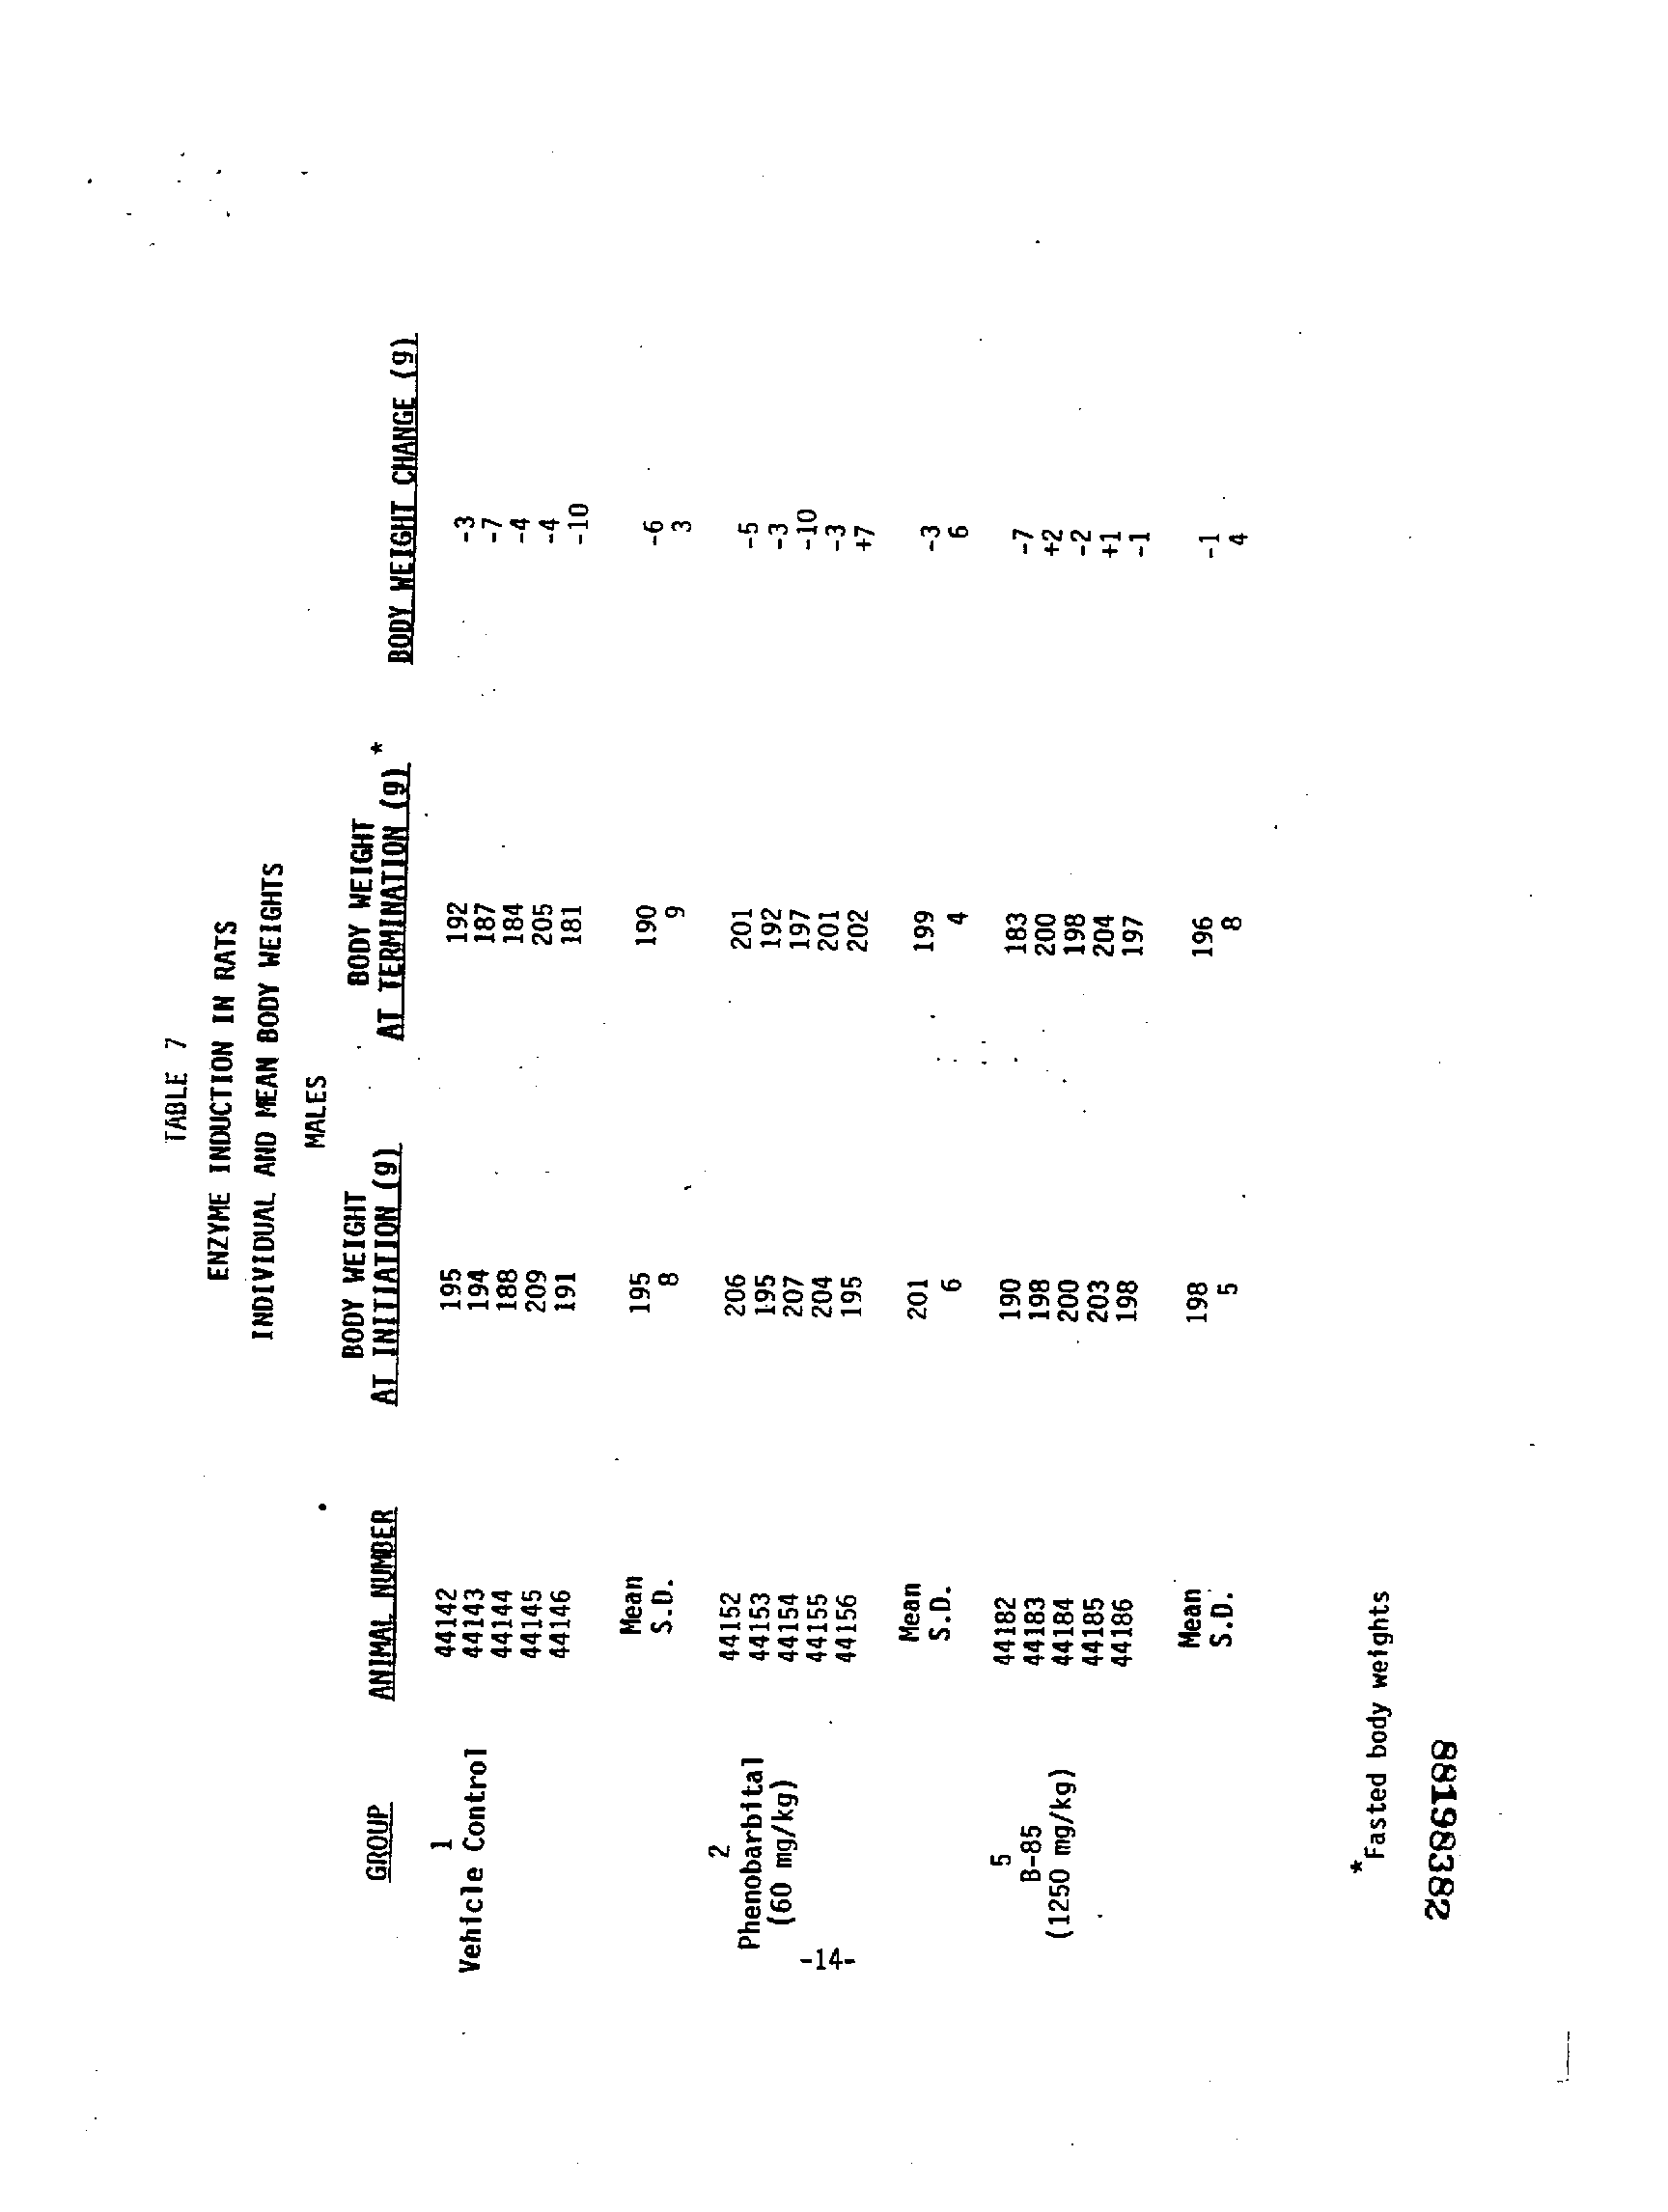 TABLE 7
ENZYME INDUCTION IN RATS
INDIVIDUAL AND MEAN BODY WEIGHTS
MALES
BODY WEIGHT BODY WEIGHT
GROUP ANIMAL NUMBER AT INITIATION (g) AT TERMINATION (g)* BODY WEIGHT CHANGE (g)
1 44142 195 192 -3
Vehicle Control 44143 194 187 -7
44144 188 184 -4
44145 209 205 -4
44146 191 181 -10
Mean 195 190 -6
S.D. 8 9 3
2 44152 206 201 -5
Phenobarbital 44153 195 192 -3
(60 mg/kg) 44154 207 197 -10
44155 204 201 -3
44156 195 202 +7
Mean 201 199 -3
S.D. 6 4 6
5 44182 190 183 -7
B-85 44183 198 200 +2
(1250 mg/kg) 44184 200 198 -2
44185 203 204 +1
44186 198 197 -1
Mean 198 196 -1
S.D. 5 8 4
*Fasted body weights
-14-
88198382